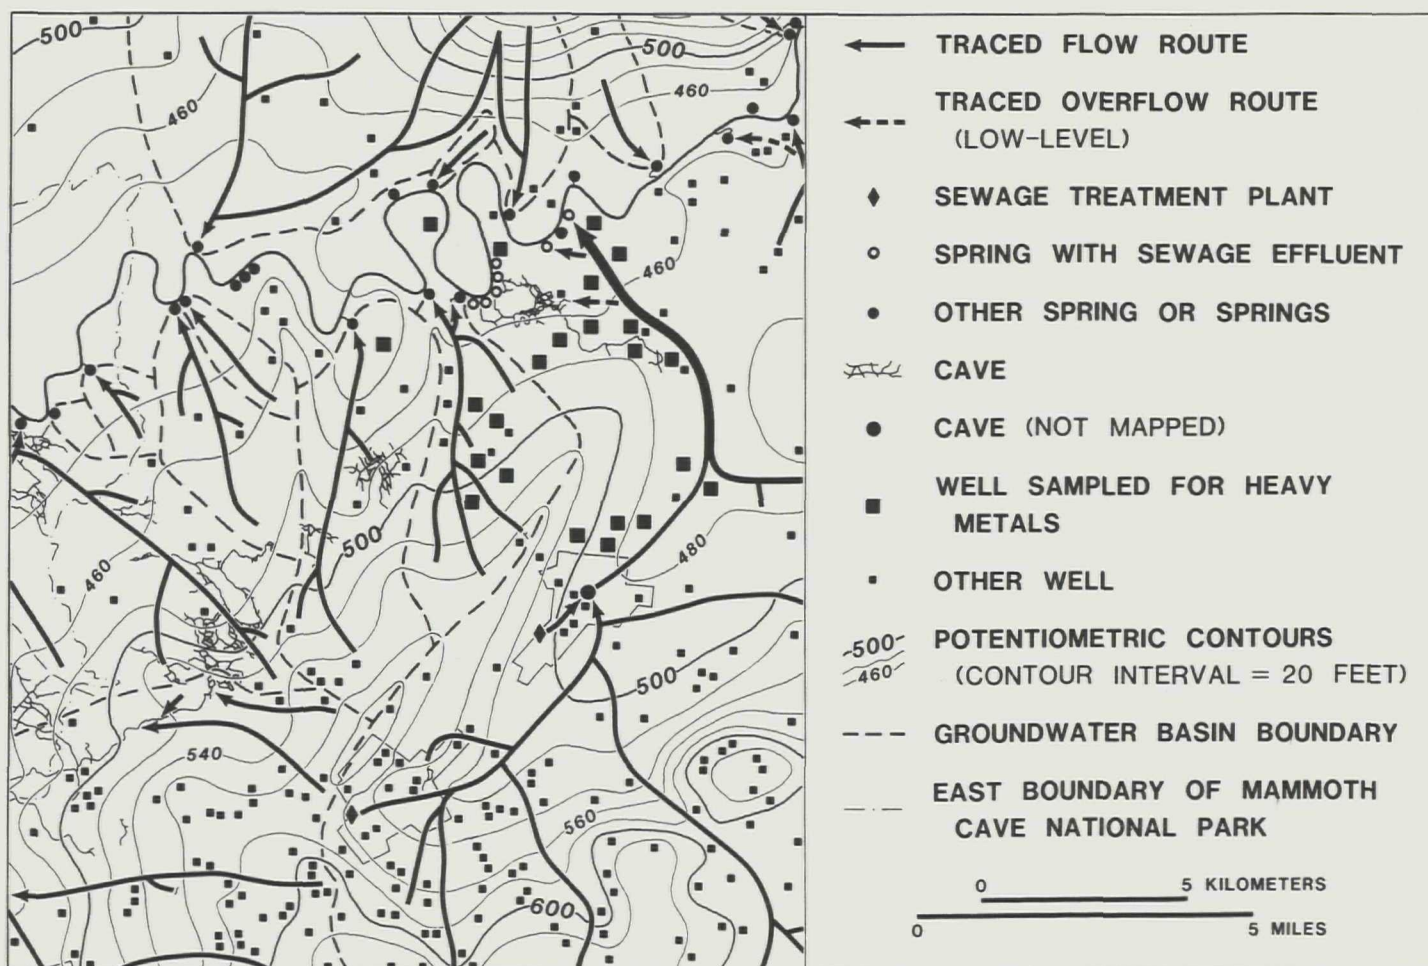 500
500
460
460
460
500
480
460
500
540
560
600
TRACED FLOW ROUTE
TRACED OVERFLOW ROUTE
(LOW-LEVEL)
SEWAGE TREATMENT PLANT
SPRING WITH SEWAGE EFFLUENT
OTHER SPRING OR SPRINGS
CAVE
CAVE (NOT MAPPED)
WELL SAMPLED FOR HEAVY
METALS
OTHER WELL
500
POTENTIOMETRIC CONTOURS
460
(CONTOUR INTERVAL = 20 FEET)
GROUNDWATER BASIN BOUNDARY
EAST BOUNDARY OF MAMMOTH
CAVE NATIONAL PARK
0 5 KILOMETERS
0 5 MILES